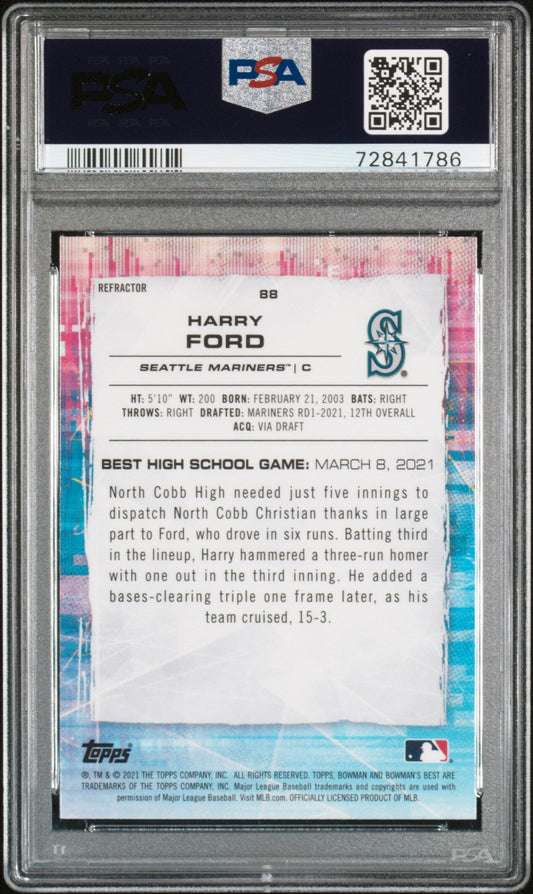 PSA
PSA
72841786
REFRACTOR
88
HARRY
FORD
SEATTLE MARINERS™ | C
S
®
HT: 5'10" WT: 200 BORN: FEBRUARY 21, 2003 BATS: RIGHT
THROWS: RIGHT DRAFTED: MARINERS RD1-2021, 12TH OVERALL
ACQ: VIA DRAFT
BEST HIGH SCHOOL GAME: MARCH 8, 2021
North Cobb High needed just five innings to
dispatch North Cobb Christian thanks in large
part to Ford, who drove in six runs. Batting third
in the lineup, Harry hammered a three-run homer
with one out in the third inning. He added a
bases-clearing triple one frame later, as his
team cruised, 15-3.
Topps
®, TM & © 2021 THE TOPPS COMPANY, INC. ALL RIGHTS RESERVED. TOPPS, BOWMAN AND BOWMAN'S BEST ARE
TRADEMARKS OF THE TOPPS COMPANY, INC. Major League Baseball trademarks and copyrights are used with
permission of Major League Baseball. Visit MLB.com. OFFICIALLY LICENSED PRODUCT OF MLB.
PSA